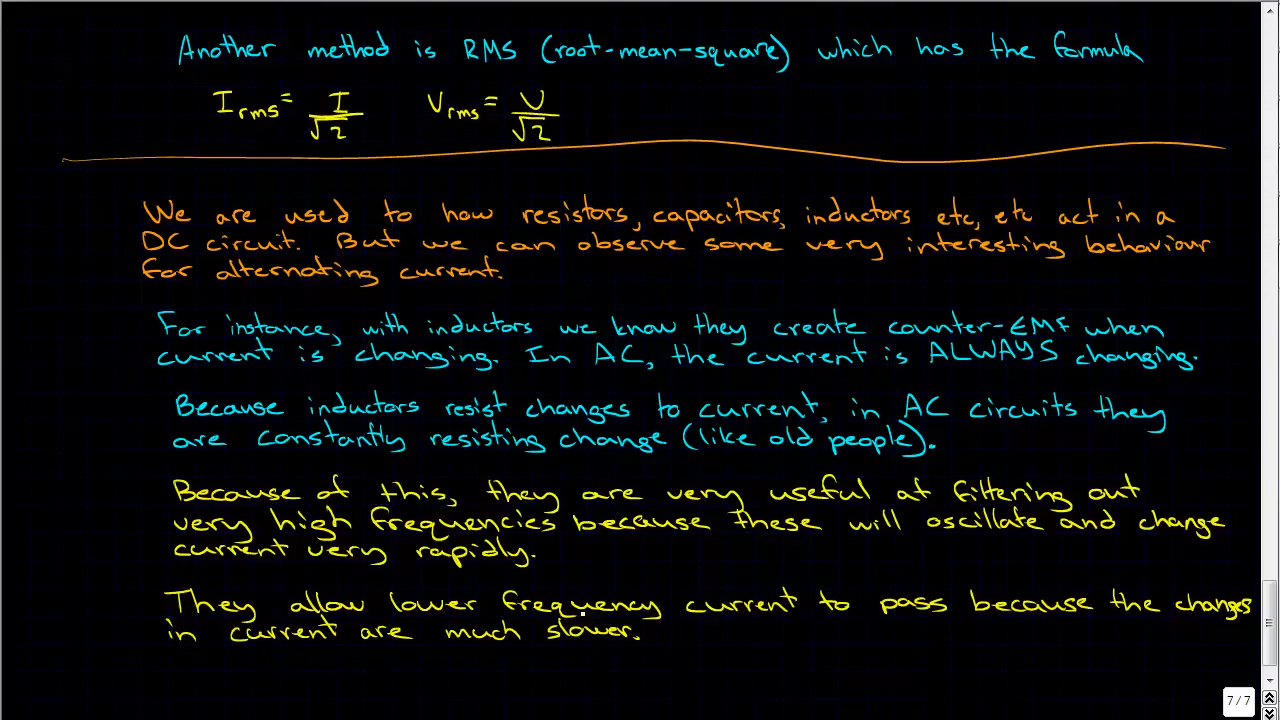 Another method is RMS (root-mean-square) which has the formula
I rms = I/√2 V rms = V/√2
We are used to how resistors, capacitors, inductors etc, etc act in a
DC circuit. But we can observe some very interesting behaviour
for alternating current.
For instance, with inductors we know they create counter-EMF when
current is changing. In AC, the current is ALWAYS changing.
Because inductors resist changes to current, in AC circuits they
are constantly resisting change (like old people).
Because of this, they are very useful at filtering out
very high frequencies because these will oscillate and change
current very rapidly.
They allow lower frequency current to pass because the changes
in current are much slower.
7/7